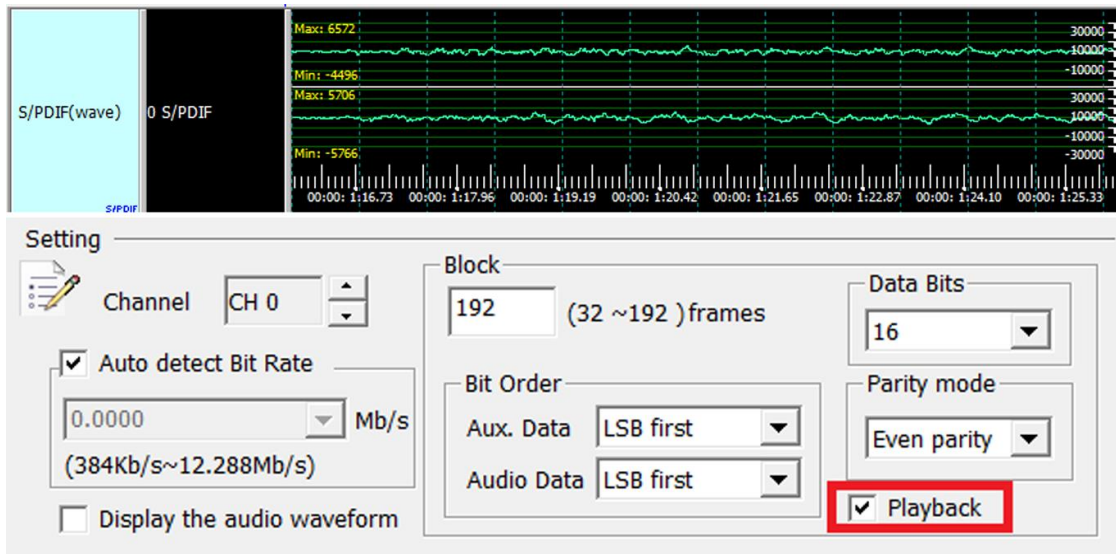 Max: 6572
30000
10000
Min: -4496
-10000
Max: 5706
30000
S/PDIF(wave) 0 S/PDIF
10000
-10000
Min: -5766
-30000
00:00: 1:16.73 00:00: 1:17.96 00:00: 1:19.19 00:00: 1:20.42 00:00: 1:21.65 00:00: 1:22.87 00:00: 1:24.10 00:00: 1:25.33
S/PDIF
Setting
Channel CH 0
Auto detect Bit Rate
0.0000 Mb/s
(384Kb/s~12.288Mb/s)
Display the audio waveform
Block
192 (32 ~192 ) frames
Bit Order
Aux. Data LSB first
Audio Data LSB first
Data Bits
16
Parity mode
Even parity
Playback